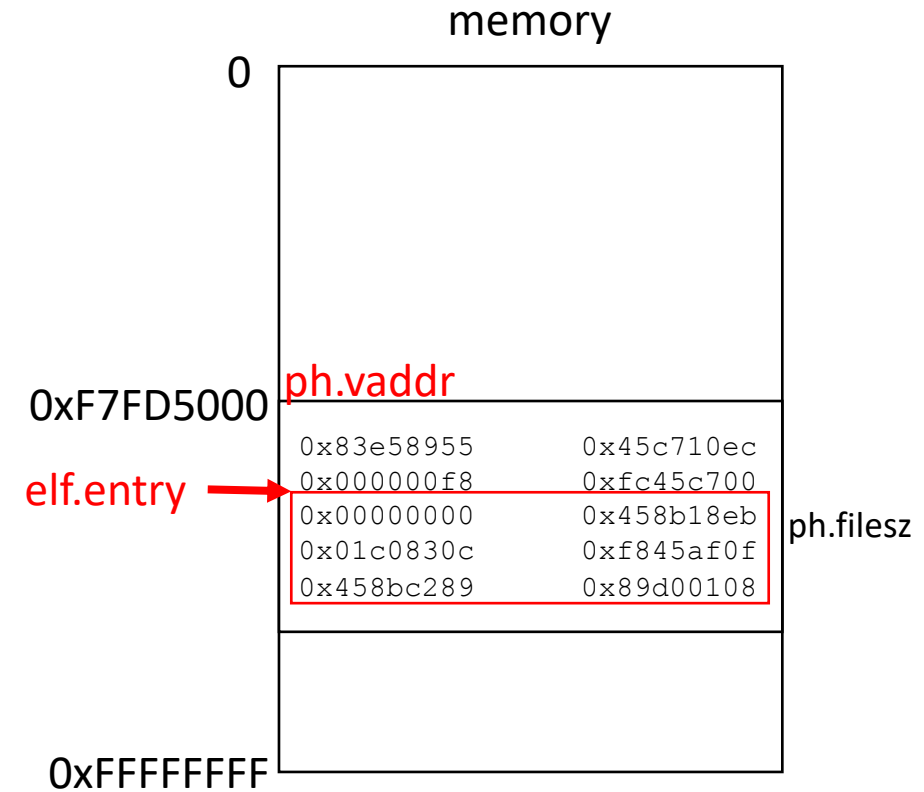 memory
0
ph.vaddr
0xF7FD5000
0x83e58955 0x45c710ec
elf.entry
0x000000f8 0xfc45c700
0x00000000 0x458b18eb
ph.filesz
0x01c0830c 0xf845af0f
0x458bc289 0x89d00108
0xFFFFFFFF